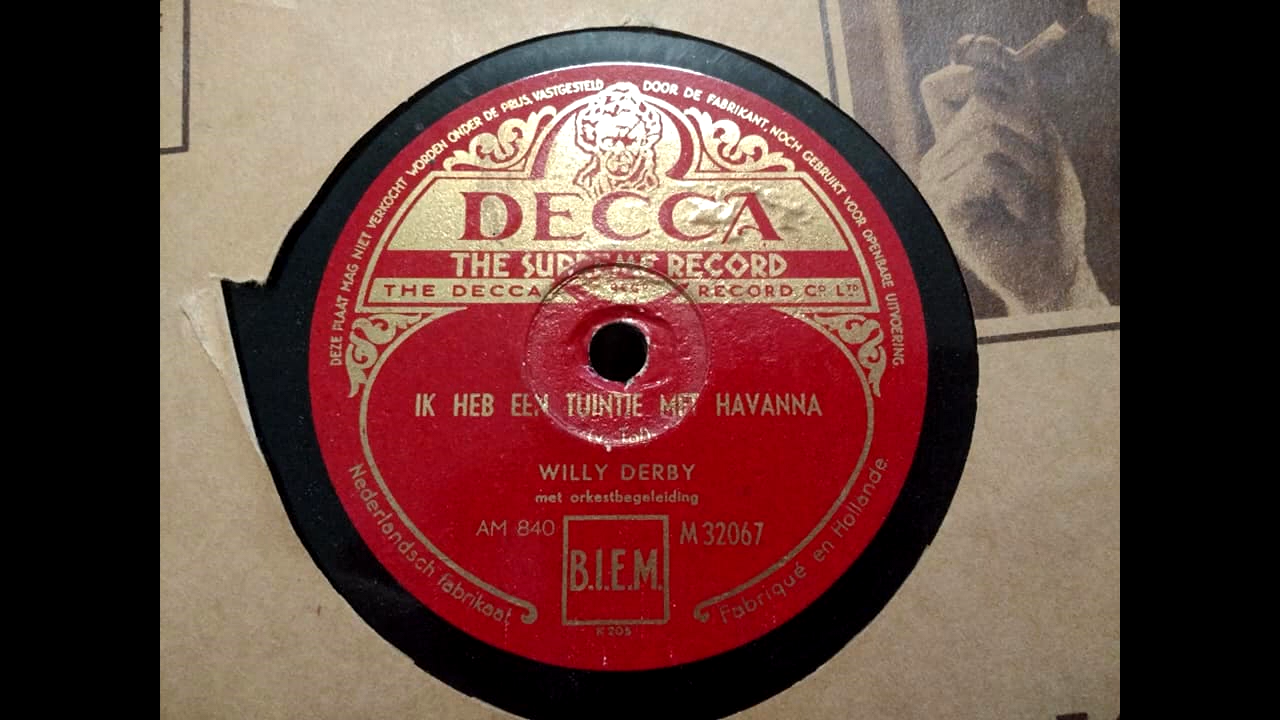 DEZE PLAAT MAG NIET VERKOCHT WORDEN ONDER DE PRIJS, VASTGESTELD DOOR DE FABRIKANT, NOCH GEBRUIKT VOOR OPENBARE UITVOERING
DECCA
THE SUPREME RECORD
THE DECCA RECORD CO. LTD.
IK HEB EEN TUINTJE MET HAVANNA
(v. Tol)
WILLY DERBY
met orkestbegeleiding
AM 840
M 32067
B.I.E.M.
K 205
Nederlandsch fabrikaat
Fabriqué en Hollande.